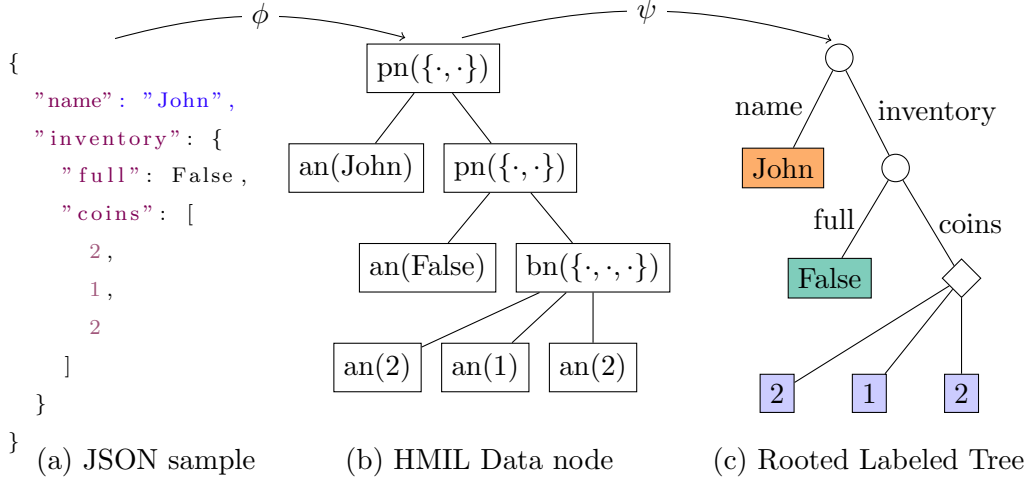 ϕ
ψ
{
"name": "John",
"inventory": {
"full": False,
"coins": [
2,
1,
2
]
}
}
(a) JSON sample
pn({·, ·})
an(John)
pn({·, ·})
an(False)
bn({·, ·, ·})
an(2)
an(1)
an(2)
(b) HMIL Data node
name
inventory
John
full
coins
False
2
1
2
(c) Rooted Labeled Tree